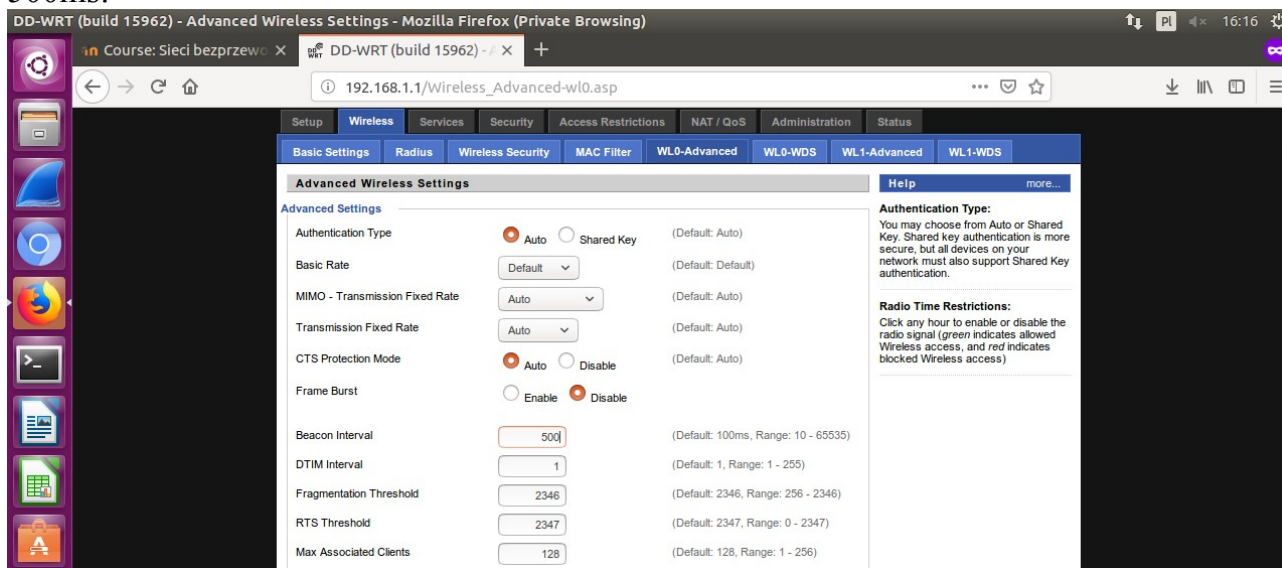 500ms.
DD-WRT (build 15962) - Advanced Wireless Settings - Mozilla Firefox (Private Browsing)
Pl
16:16
Course: Sieci bezprzewo
DD-WRT (build 15962) - A
192.168.1.1/Wireless_Advanced-wl0.asp
Setup Wireless Services Security Access Restrictions NAT / QoS Administration Status
Basic Settings Radius Wireless Security MAC Filter WL0-Advanced WL0-WDS WL1-Advanced WL1-WDS
Advanced Wireless Settings
Advanced Settings
Authentication Type Auto Shared Key (Default: Auto)
Basic Rate Default (Default: Default)
MIMO - Transmission Fixed Rate Auto (Default: Auto)
Transmission Fixed Rate Auto (Default: Auto)
CTS Protection Mode Auto Disable (Default: Auto)
Frame Burst Enable Disable
Beacon Interval 500 (Default: 100ms, Range: 10 - 65535)
DTIM Interval 1 (Default: 1, Range: 1 - 255)
Fragmentation Threshold 2346 (Default: 2346, Range: 256 - 2346)
RTS Threshold 2347 (Default: 2347, Range: 0 - 2347)
Max Associated Clients 128 (Default: 128, Range: 1 - 256)
Help more...
Authentication Type:
You may choose from Auto or Shared
Key. Shared key authentication is more
secure, but all devices on your
network must also support Shared Key
authentication.
Radio Time Restrictions:
Click any hour to enable or disable the
radio signal (green indicates allowed
Wireless access, and red indicates
blocked Wireless access)